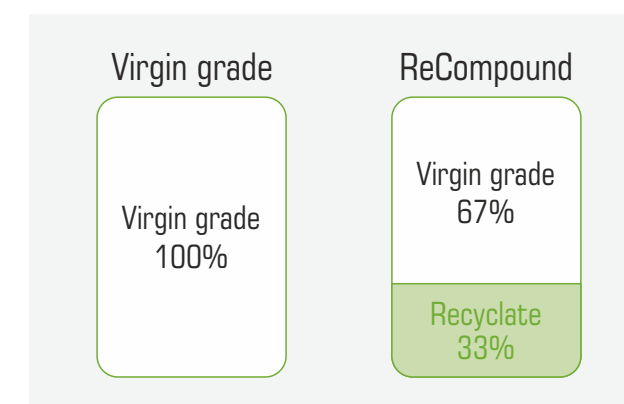 Virgin grade
Virgin grade
100%
ReCompound
Virgin grade
67%
Recyclate
33%